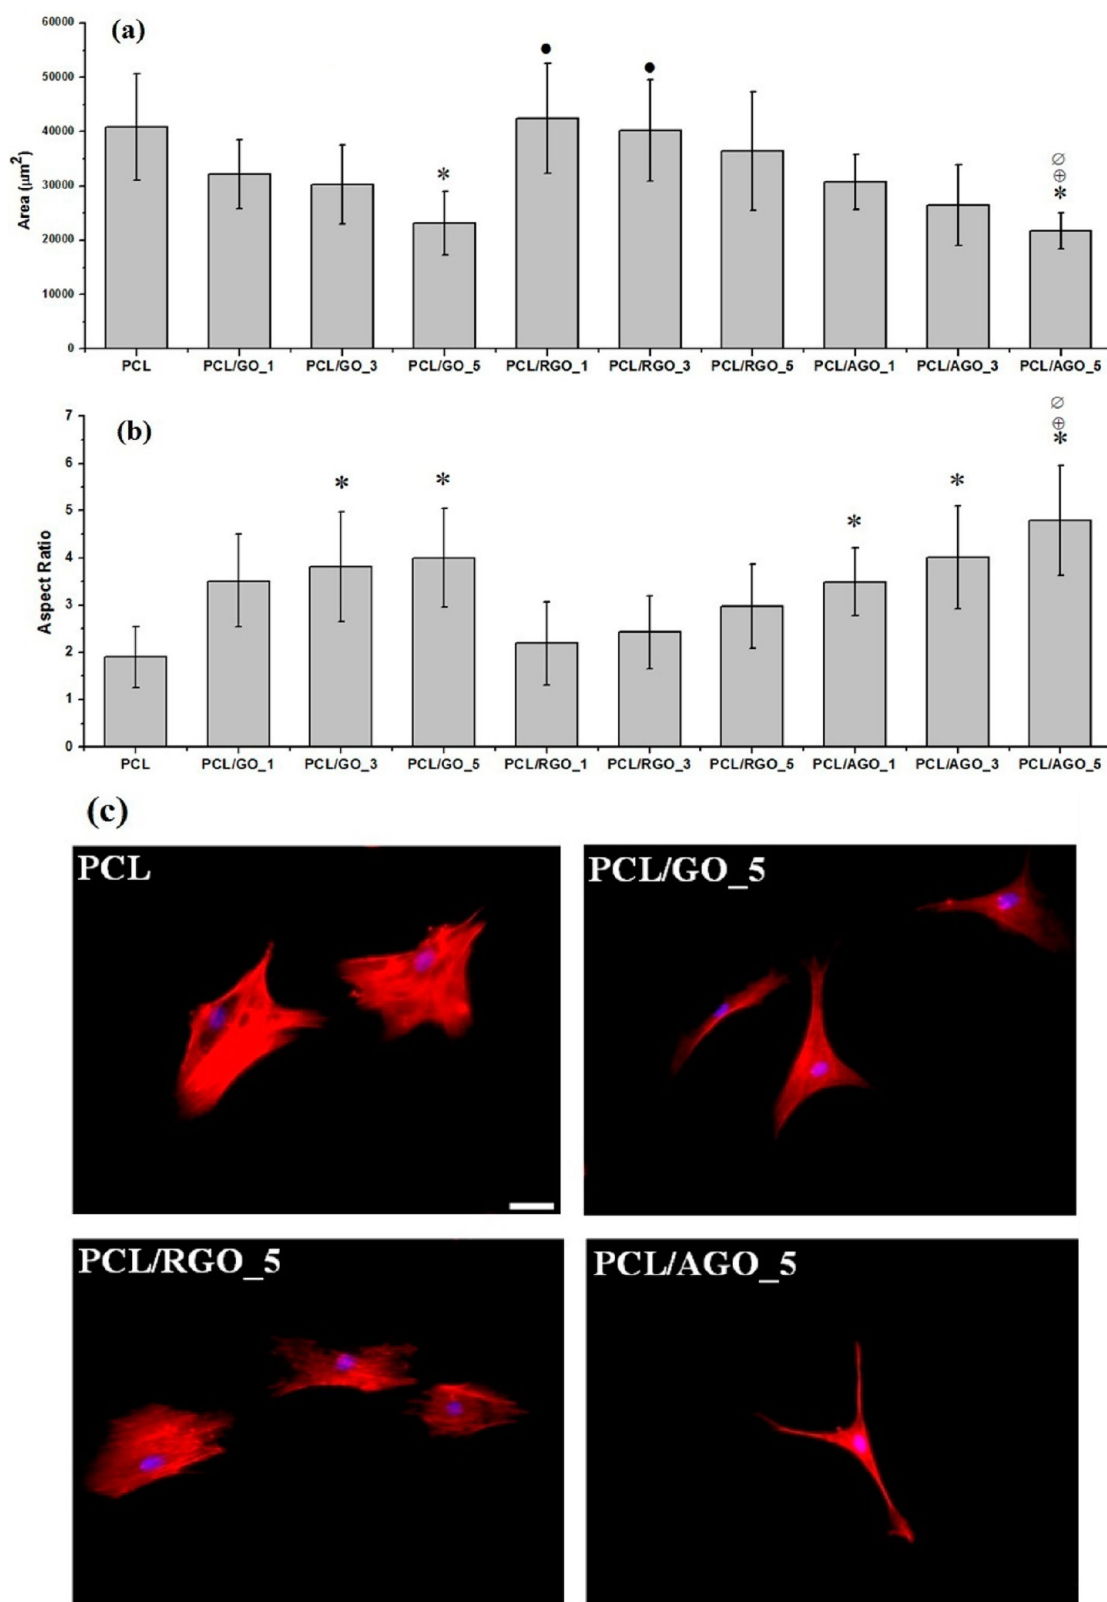 (a)
Area (µm²)
60000
50000
40000
30000
20000
10000
0
●
●
*
∅
⊕
*
PCL PCL/GO_1 PCL/GO_3 PCL/GO_5 PCL/RGO_1 PCL/RGO_3 PCL/RGO_5 PCL/AGO_1 PCL/AGO_3 PCL/AGO_5
(b)
Aspect Ratio
7
6
5
4
3
2
1
0
* * * * ∅
⊕
*
PCL PCL/GO_1 PCL/GO_3 PCL/GO_5 PCL/RGO_1 PCL/RGO_3 PCL/RGO_5 PCL/AGO_1 PCL/AGO_3 PCL/AGO_5
(c)
PCL
PCL/GO_5
PCL/RGO_5
PCL/AGO_5